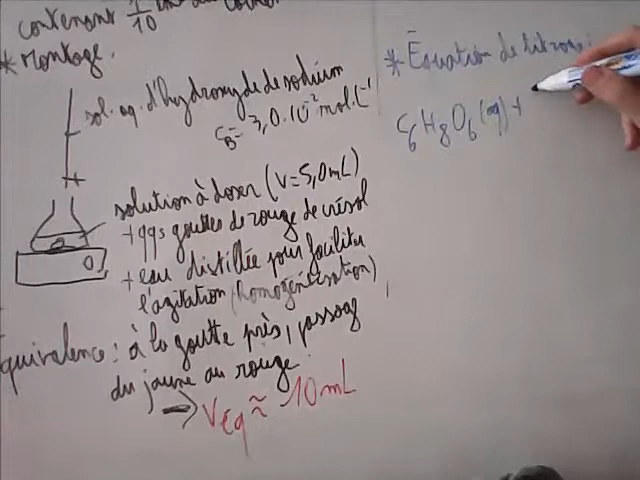 contenant 1/10
* Montage.
sol. aq. d'hydroxyde de sodium
CB = 3,0.10⁻² mol.L⁻¹
solution à doser (V=5,0mL)
+ qqs gouttes de rouge de crésol
+ eau distillée pour faciliter
l'agitation (homogénéisation)
équivalence : à la goutte près, passage
du jaune au rouge.
→ Véq ≈ 10mL
* Équation de titrage:
C6H8O6 (aq) +